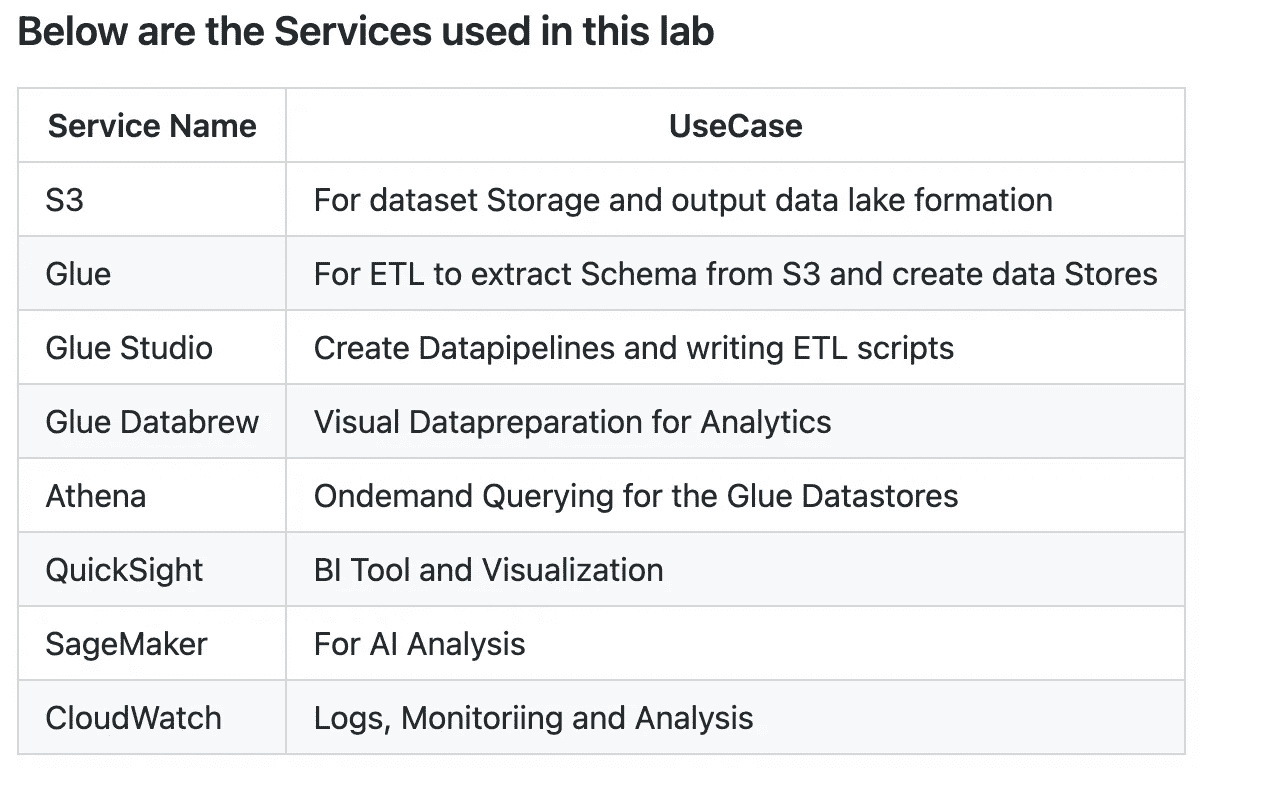 Below are the Services used in this lab
Service Name UseCase
S3 For dataset Storage and output data lake formation
Glue For ETL to extract Schema from S3 and create data Stores
Glue Studio Create Datapipelines and writing ETL scripts
Glue Databrew Visual Datapreparation for Analytics
Athena Ondemand Querying for the Glue Datastores
QuickSight BI Tool and Visualization
SageMaker For AI Analysis
CloudWatch Logs, Monitoriing and Analysis